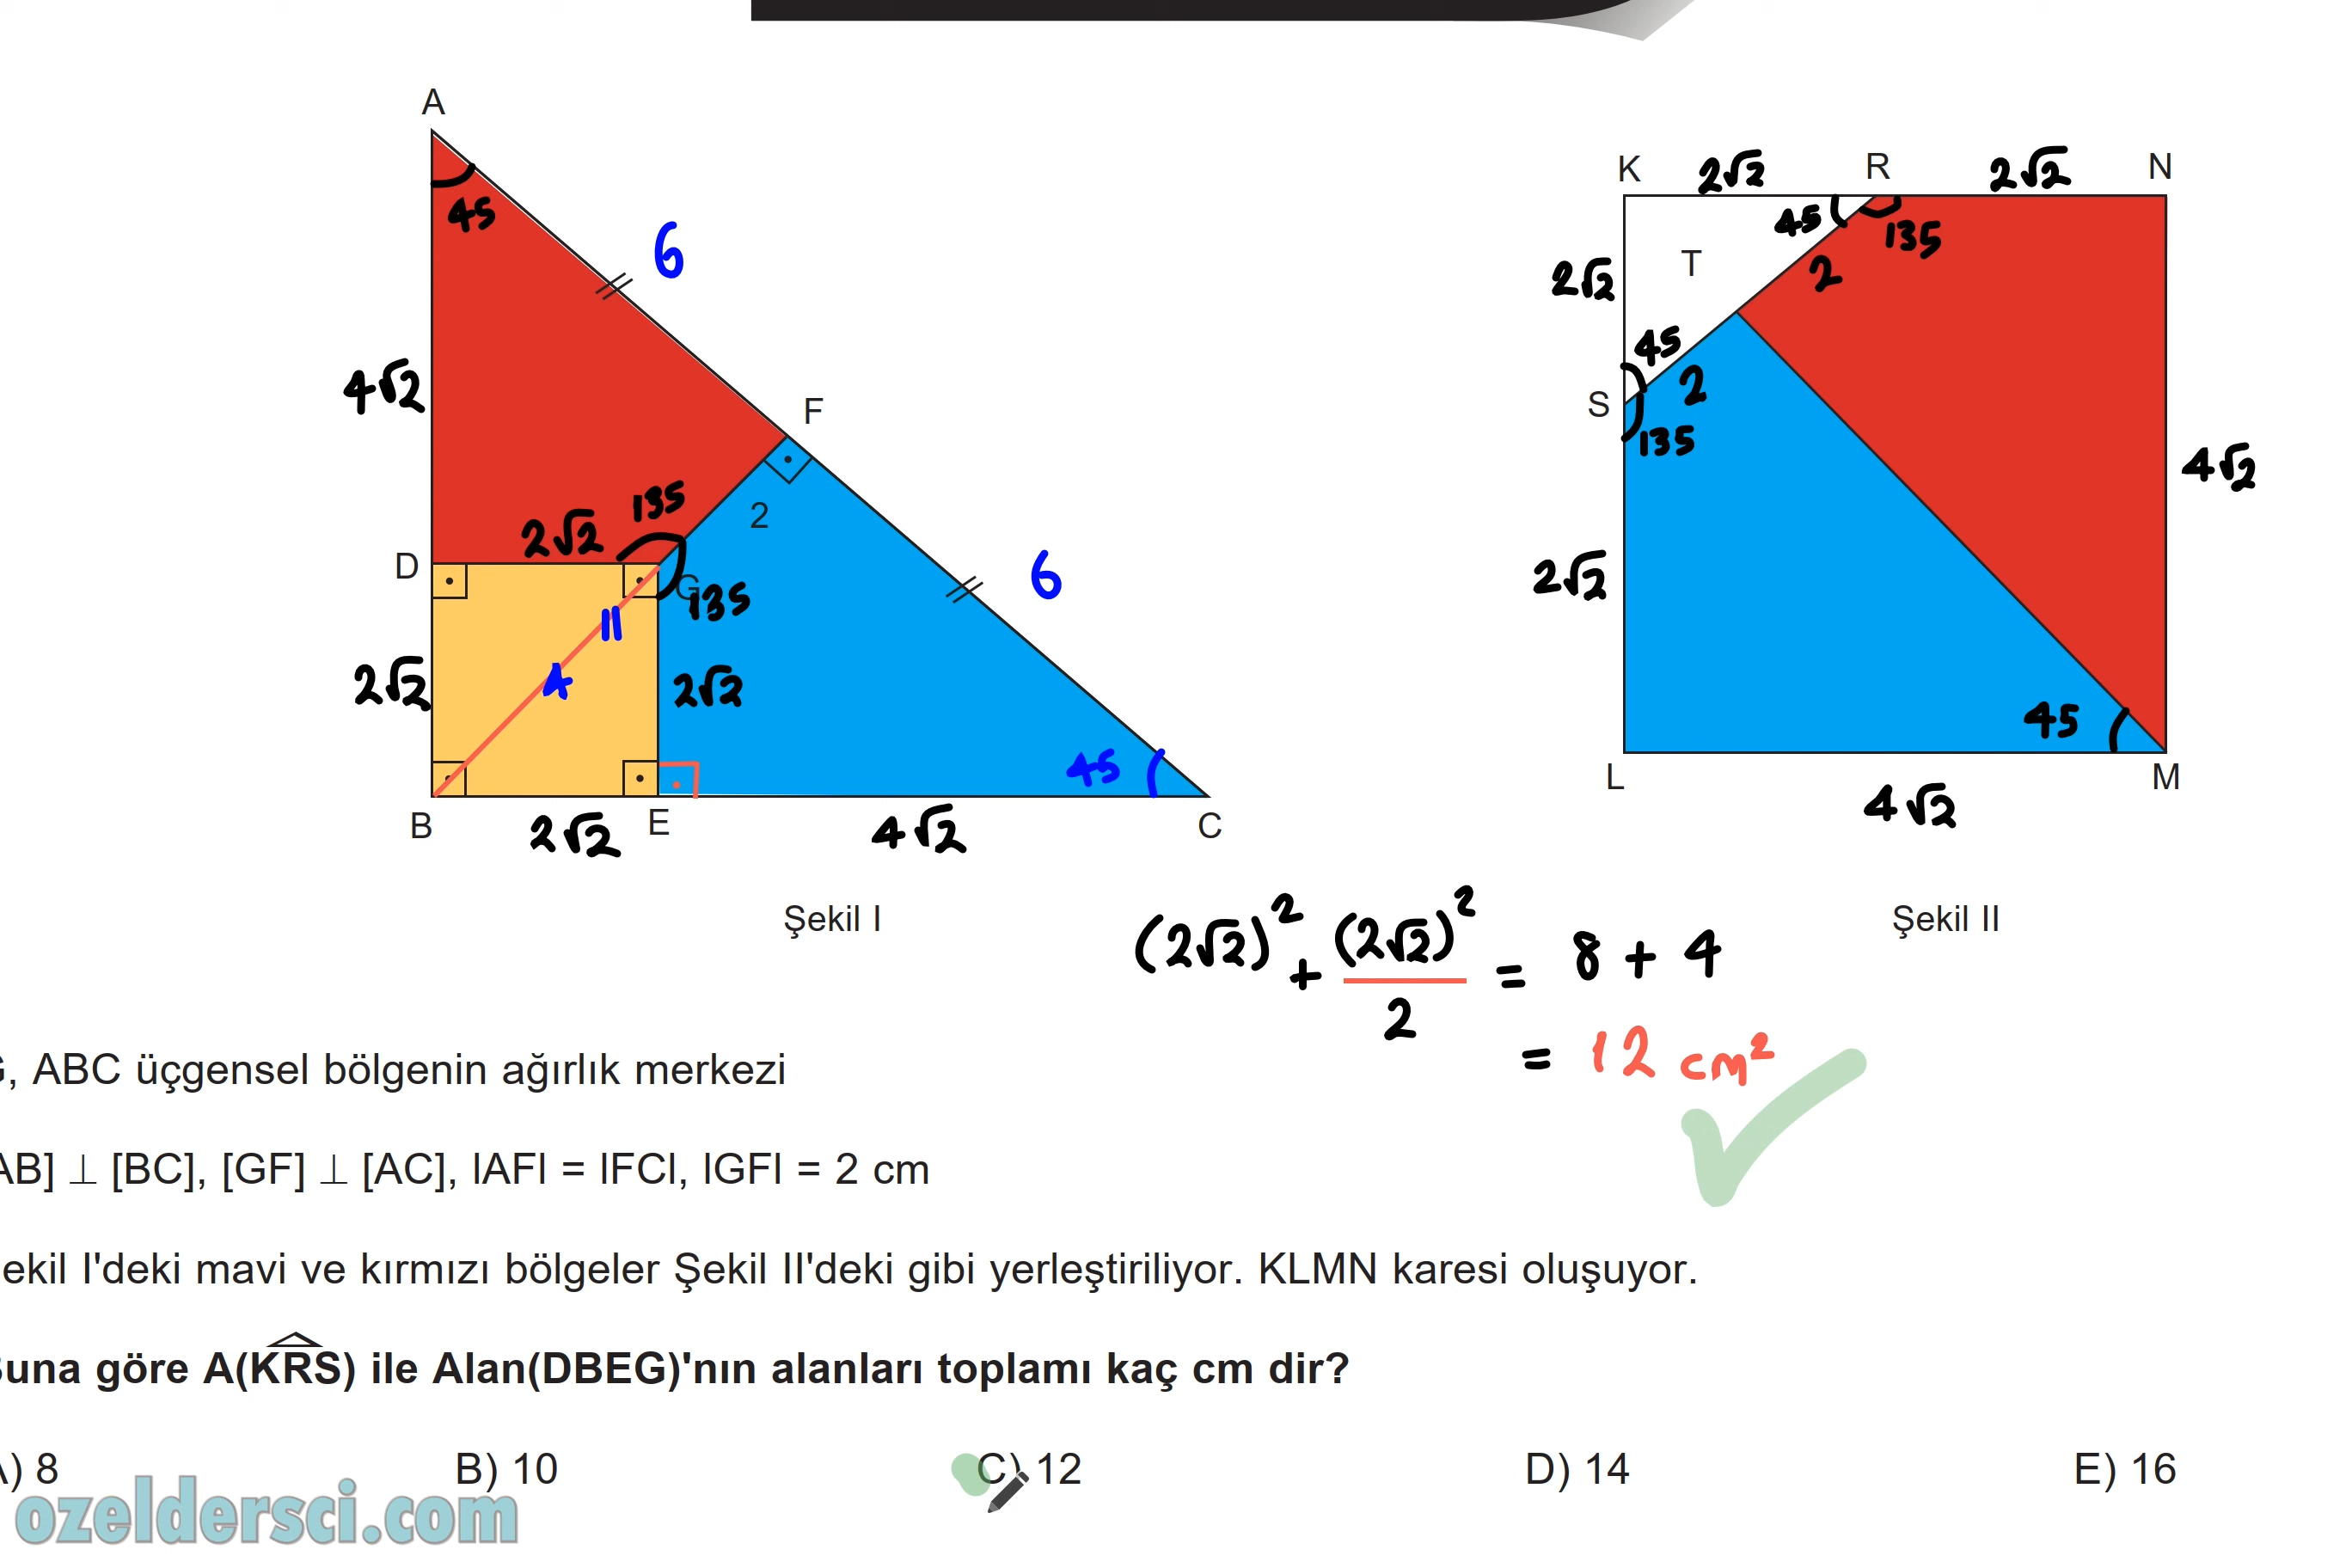 A
45
6
4√2
F
2
135
2√2
D
G
135
11
4
2√2
2√2
6
45
B
2√2
E
4√2
C
Şekil I
K
2√2
R
2√2
N
45
135
T
2
2√2
45
S
2
135
4√2
2√2
45
L
M
4√2
Şekil II
(2√2)² + (2√2)²/2 = 8 + 4
= 12 cm²
G, ABC üçgensel bölgenin ağırlık merkezi
AB] ⊥ [BC], [GF] ⊥ [AC], lAFl = lFCl, lGFl = 2 cm
ekil I'deki mavi ve kırmızı bölgeler Şekil II'deki gibi yerleştiriliyor. KLMN karesi oluşuyor.
Buna göre A(KRS) ile Alan(DBEG)'nın alanları toplamı kaç cm dir?
A) 8 B) 10 C) 12 D) 14 E) 16
ozeldersci.com